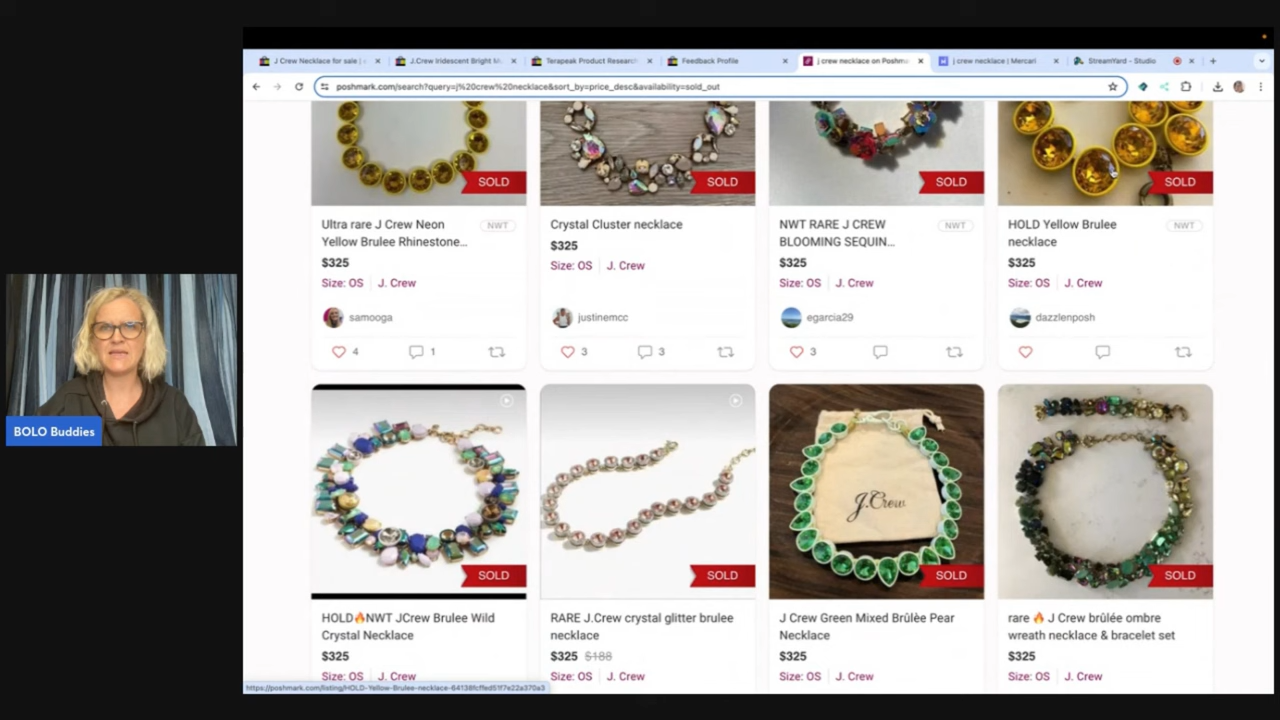 J Crew Necklace for sale |
J.Crew Iridescent Bright M
Terapeak Product Research
Feedback Profile
j crew necklace on Poshm
j crew necklace | Mercari
StreamYard - Studio
poshmark.com/search?query=j%20crew%20necklace&sort_by=price_desc&availability=sold_out
SOLD
SOLD
SOLD
SOLD
Ultra rare J Crew Neon
Yellow Brulee Rhinestone...
NWT
$325
Size: OS | J. Crew
samooga
4
1
Crystal Cluster necklace
$325
Size: OS | J. Crew
justinemcc
3
3
NWT RARE J CREW
BLOOMING SEQUIN...
NWT
$325
Size: OS | J. Crew
egarcia29
3
HOLD Yellow Brulee
necklace
NWT
$325
Size: OS | J. Crew
dazzlenposh
BOLO Buddies
J.Crew
SOLD
SOLD
SOLD
SOLD
HOLD🔥NWT JCrew Brulee Wild
Crystal Necklace
$325
Size: OS | J. Crew
RARE J.Crew crystal glitter brulee
necklace
$325 $188
Size: OS | J. Crew
J Crew Green Mixed Brûlèe Pear
Necklace
$325
Size: OS | J. Crew
rare 🔥 J Crew brûlée ombre
wreath necklace & bracelet set
$325
Size: OS | J. Crew